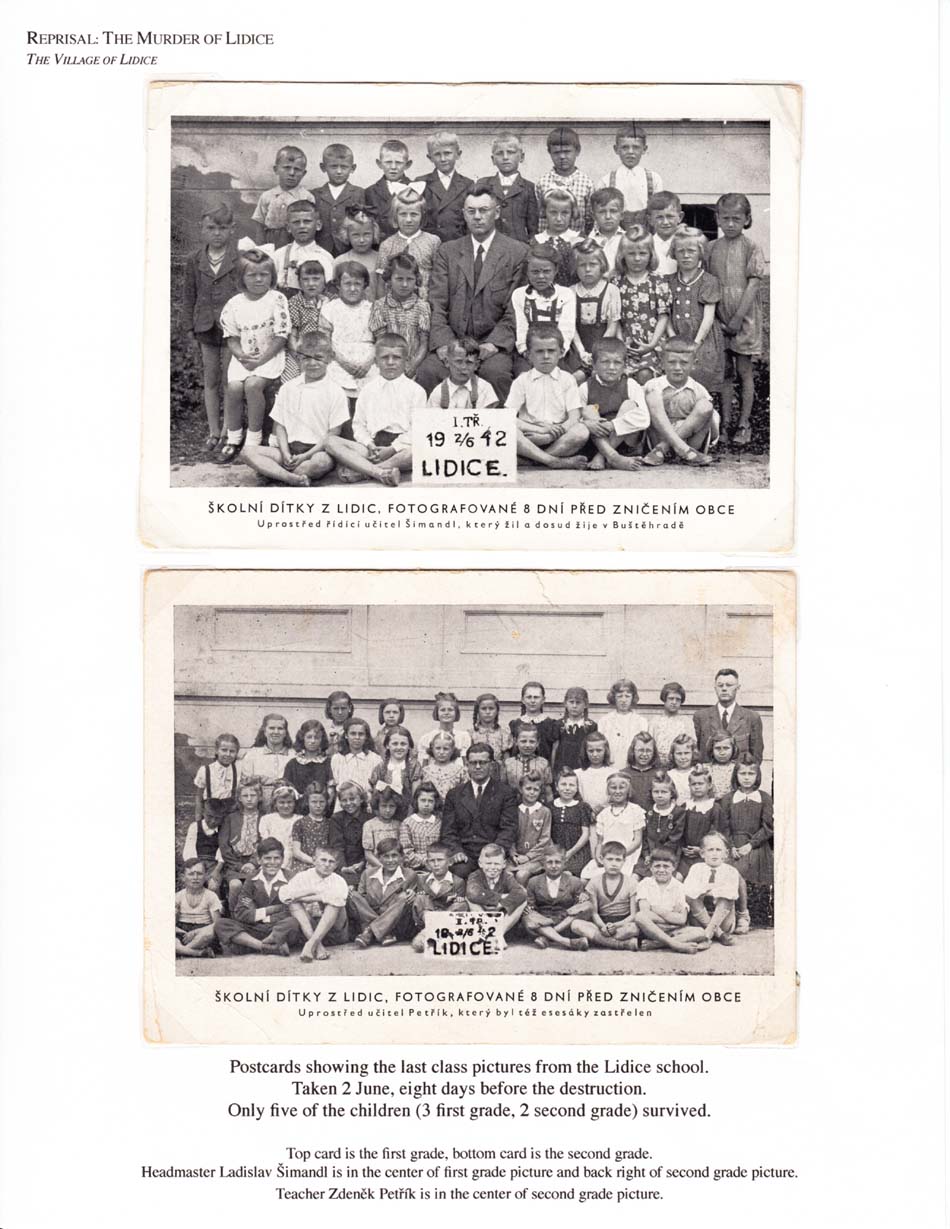 REPRISAL: THE MURDER OF LIDICE
THE VILLAGE OF LIDICE
I. TŘ.
19 2/6 42
LIDICE.
ŠKOLNÍ DÍTKY Z LIDIC, FOTOGRAFOVANÉ 8 DNÍ PŘED ZNIČENÍM OBCE
Uprostřed řídící učitel Šimandl, který žil a dosud žije v Buštěhradě
II. TŘ.
19 2/6 42
LIDICE.
ŠKOLNÍ DÍTKY Z LIDIC, FOTOGRAFOVANÉ 8 DNÍ PŘED ZNIČENÍM OBCE
Uprostřed učitel Petřík, který byl též esesáky zastřelen
Postcards showing the last class pictures from the Lidice school.
Taken 2 June, eight days before the destruction.
Only five of the children (3 first grade, 2 second grade) survived.
Top card is the first grade, bottom card is the second grade.
Headmaster Ladislav Šimandl is in the center of first grade picture and back right of second grade picture.
Teacher Zdeněk Petřík is in the center of second grade picture.